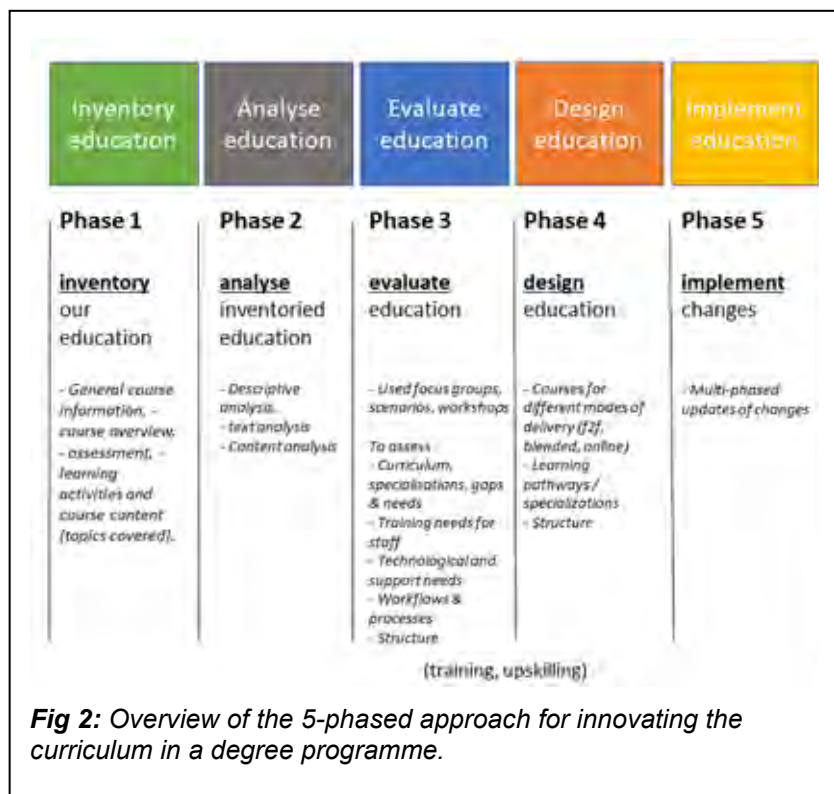 Inventory
education
Analyse
education
Evaluate
education
Design
education
Implement
education
Phase 1
inventory
our
education
- General course
information, -
course overview,
- assessment, -
learning
activities and
course content
(topics covered).
Phase 2
analyse
inventoried
education
- Descriptive
analysis,
- text analysis
- Content analysis
Phase 3
evaluate
education
- Used focus groups,
scenarios, workshops
To assess
- Curriculum,
specialisations, gaps
& needs
- Training needs for
staff
- Technological and
support needs
- Workflows &
processes
- Structure
Phase 4
design
education
- Courses for
different modes of
delivery (f2f,
blended, online)
- Learning
pathways /
specializations
- Structure
Phase 5
implement
changes
- Multi-phased
updates of changes
(training, upskilling)
Fig 2: Overview of the 5-phased approach for innovating the
curriculum in a degree programme.